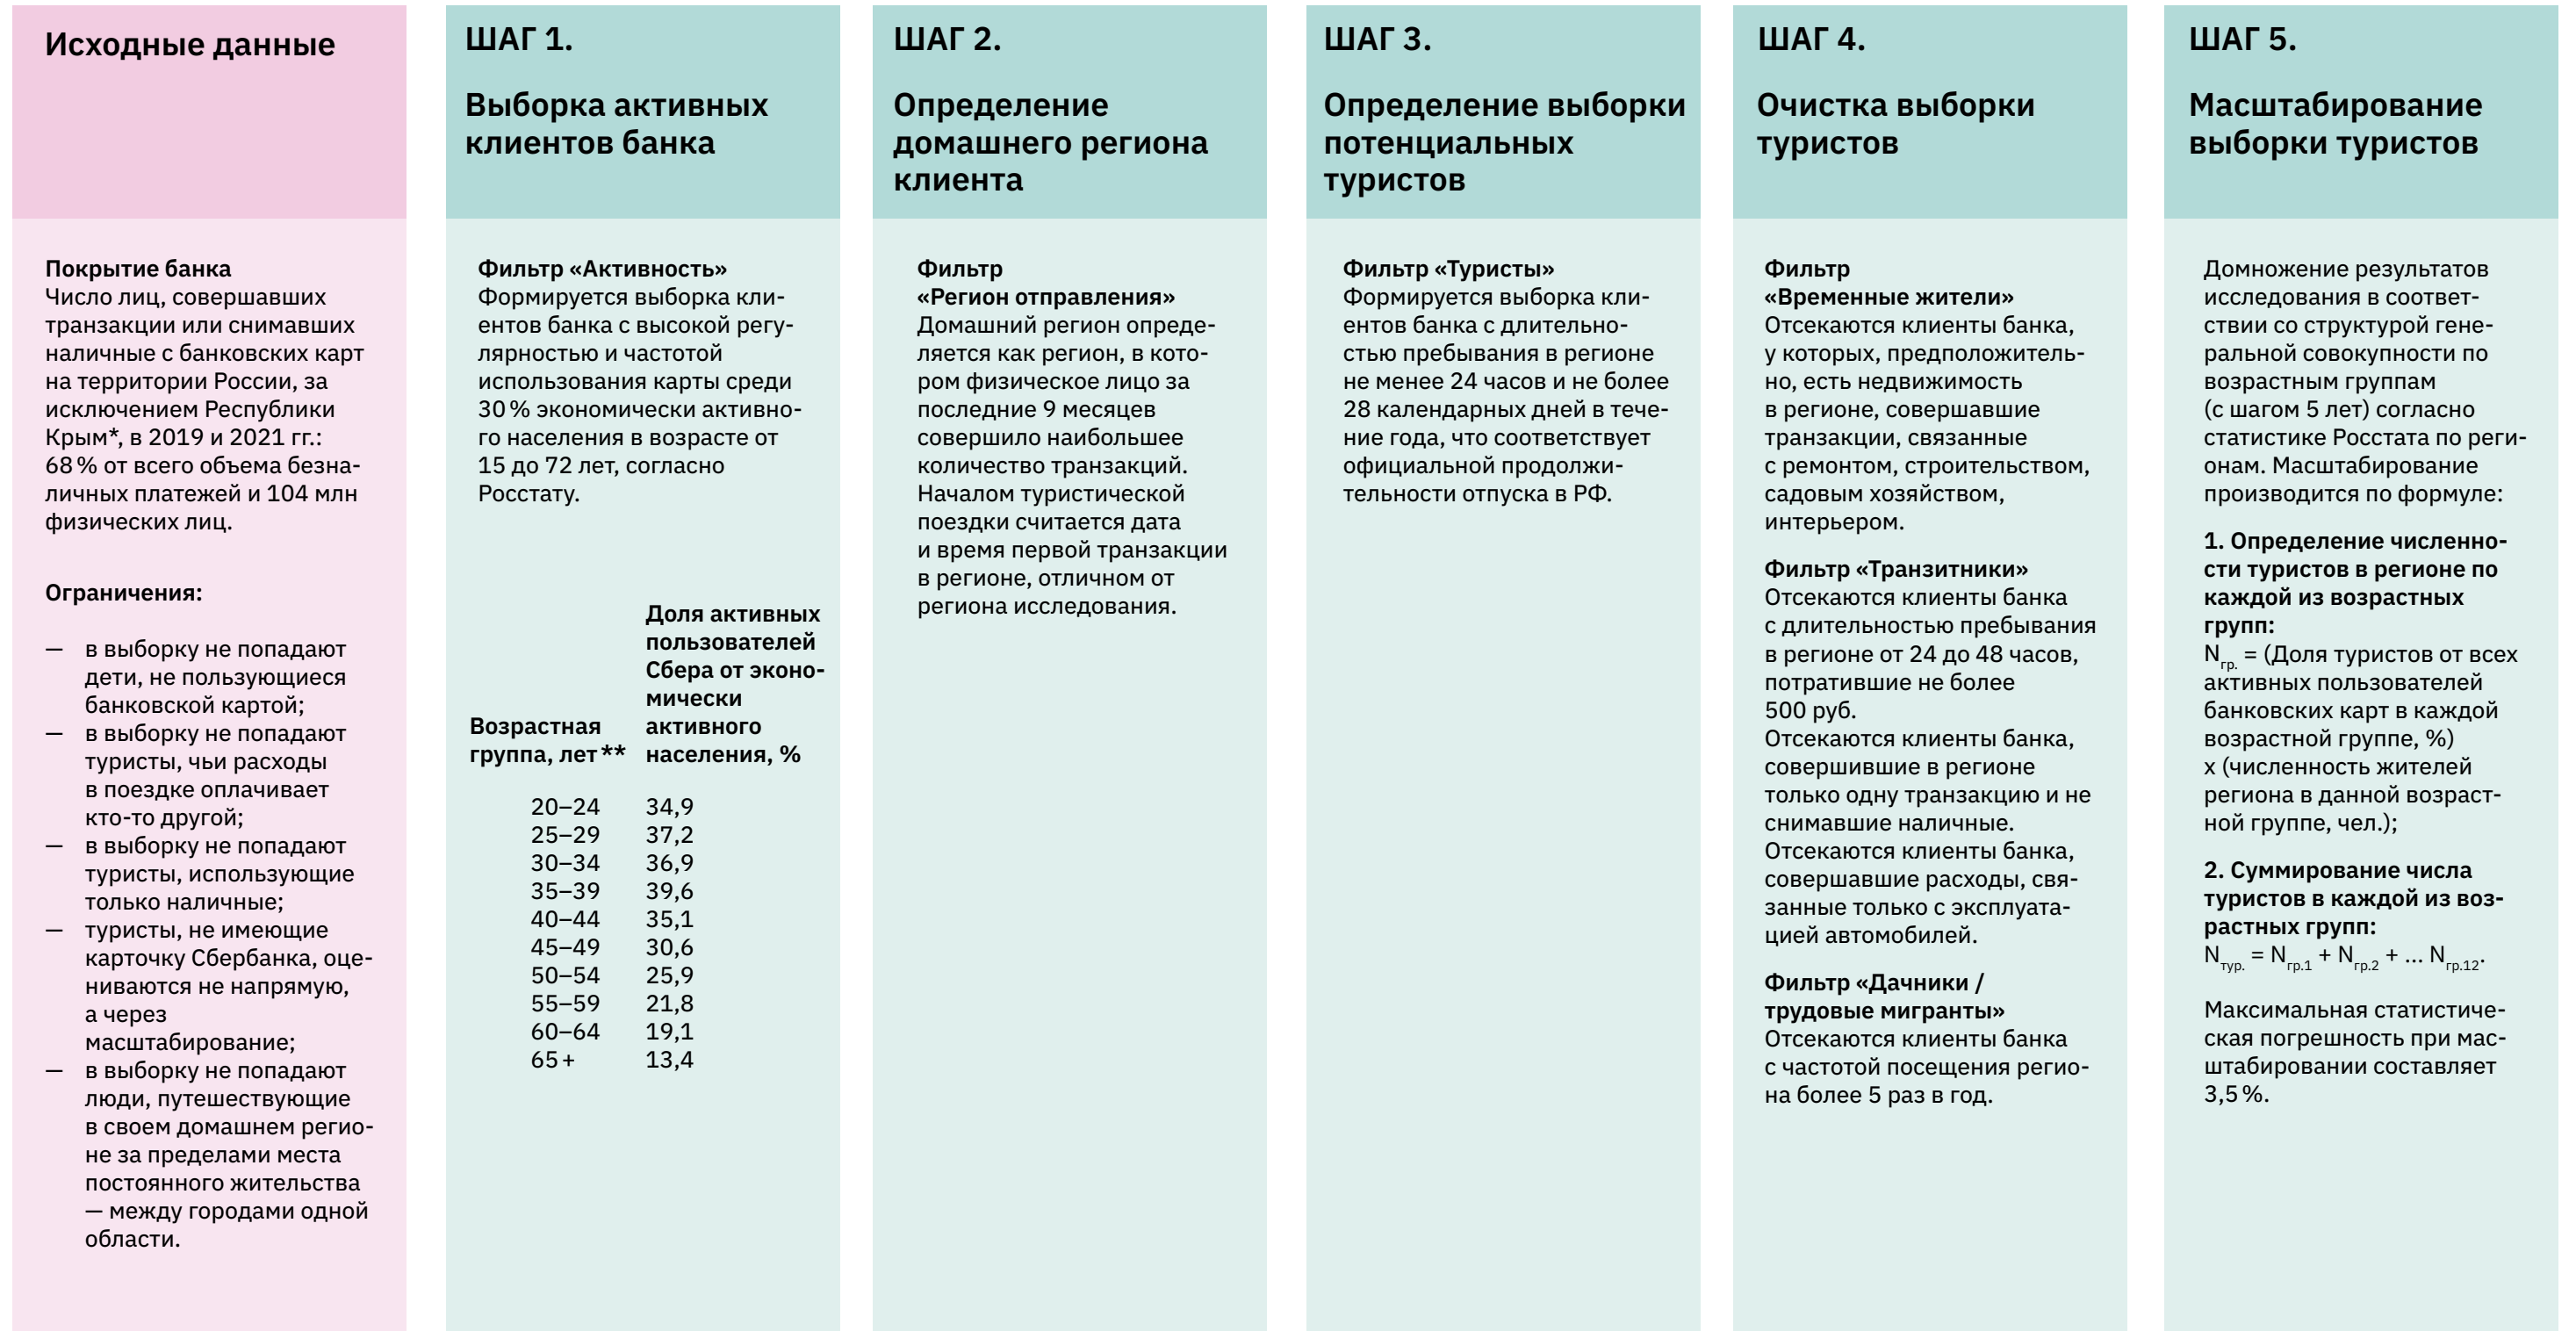 Исходные данные
Покрытие банка
Число лиц, совершавших
транзакции или снимавших
наличные с банковских карт
на территории России, за
исключением Республики
Крым*, в 2019 и 2021 гг.:
68 % от всего объема безна-
личных платежей и 104 млн
физических лиц.
Ограничения:
— в выборку не попадают
дети, не пользующиеся
банковской картой;
— в выборку не попадают
туристы, чьи расходы
в поездке оплачивает
кто-то другой;
— в выборку не попадают
туристы, использующие
только наличные;
— туристы, не имеющие
карточку Сбербанка, оце-
ниваются не напрямую,
а через
масштабирование;
— в выборку не попадают
люди, путешествующие
в своем домашнем регио-
не за пределами места
постоянного жительства
— между городами одной
области.
ШАГ 1.
Выборка активных
клиентов банка
Фильтр «Активность»
Формируется выборка кли-
ентов банка с высокой регу-
лярностью и частотой
использования карты среди
30 % экономически активно-
го населения в возрасте от
15 до 72 лет, согласно
Росстату.
Возрастная
группа, лет **
Доля активных
пользователей
Сбера от эконо-
мически
активного
населения, %
20–24 34,9
25–29 37,2
30–34 36,9
35–39 39,6
40–44 35,1
45–49 30,6
50–54 25,9
55–59 21,8
60–64 19,1
65 + 13,4
ШАГ 2.
Определение
домашнего региона
клиента
Фильтр
«Регион отправления»
Домашний регион опреде-
ляется как регион, в кото-
ром физическое лицо за
последние 9 месяцев
совершило наибольшее
количество транзакций.
Началом туристической
поездки считается дата
и время первой транзакции
в регионе, отличном от
региона исследования.
ШАГ 3.
Определение выборки
потенциальных
туристов
Фильтр «Туристы»
Формируется выборка кли-
ентов банка с длительно-
стью пребывания в регионе
не менее 24 часов и не более
28 календарных дней в тече-
ние года, что соответствует
официальной продолжи-
тельности отпуска в РФ.
ШАГ 4.
Очистка выборки
туристов
Фильтр
«Временные жители»
Отсекаются клиенты банка,
у которых, предположитель-
но, есть недвижимость
в регионе, совершавшие
транзакции, связанные
с ремонтом, строительством,
садовым хозяйством,
интерьером.
Фильтр «Транзитники»
Отсекаются клиенты банка
с длительностью пребывания
в регионе от 24 до 48 часов,
потратившие не более
500 руб.
Отсекаются клиенты банка,
совершившие в регионе
только одну транзакцию и не
снимавшие наличные.
Отсекаются клиенты банка,
совершавшие расходы, свя-
занные только с эксплуата-
цией автомобилей.
Фильтр «Дачники /
трудовые мигранты»
Отсекаются клиенты банка
с частотой посещения регио-
на более 5 раз в год.
ШАГ 5.
Масштабирование
выборки туристов
Домножение результатов
исследования в соответ-
ствии со структурой гене-
ральной совокупности по
возрастным группам
(с шагом 5 лет) согласно
статистике Росстата по реги-
онам. Масштабирование
производится по формуле:
1. Определение численно-
сти туристов в регионе по
каждой из возрастных
групп:
Nгр. = (Доля туристов от всех
активных пользователей
банковских карт в каждой
возрастной группе, %)
х (численность жителей
региона в данной возраст-
ной группе, чел.);
2. Суммирование числа
туристов в каждой из воз-
растных групп:
Nтур. = Nгр.1 + Nгр.2 + ... Nгр.12.
Максимальная статистиче-
ская погрешность при мас-
штабировании составляет
3,5 %.